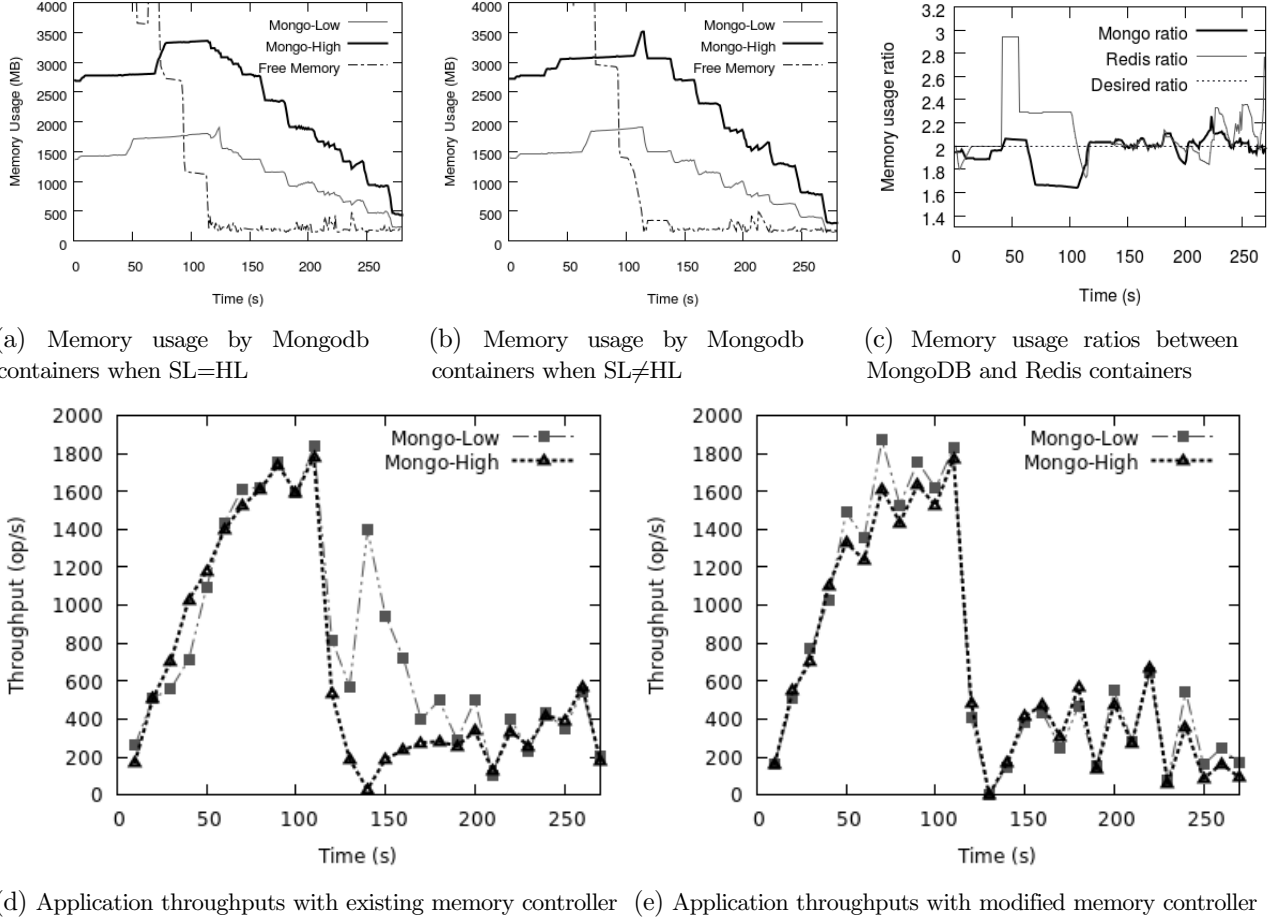 4000
3500
3000
2500
2000
1500
1000
500
0
Memory Usage (MB)
Mongo-Low
Mongo-High
Free Memory
0 50 100 150 200 250
Time (s)
4000
3500
3000
2500
2000
1500
1000
500
0
Memory Usage (MB)
Mongo-Low
Mongo-High
Free Memory
0 50 100 150 200 250
Time (s)
3.2
3
2.8
2.6
2.4
2.2
2
1.8
1.6
1.4
Memory usage ratio
Mongo ratio
Redis ratio
Desired ratio
0 50 100 150 200 250
Time (s)
(a) Memory usage by Mongodb
containers when SL=HL
(b) Memory usage by Mongodb
containers when SL≠HL
(c) Memory usage ratios between
MongoDB and Redis containers
2000
1800
1600
1400
1200
1000
800
600
400
200
0
Throughput (op/s)
Mongo-Low
Mongo-High
0 50 100 150 200 250
Time (s)
2000
1800
1600
1400
1200
1000
800
600
400
200
0
Throughput (op/s)
Mongo-Low
Mongo-High
0 50 100 150 200 250
Time (s)
(d) Application throughputs with existing memory controller
(e) Application throughputs with modified memory controller